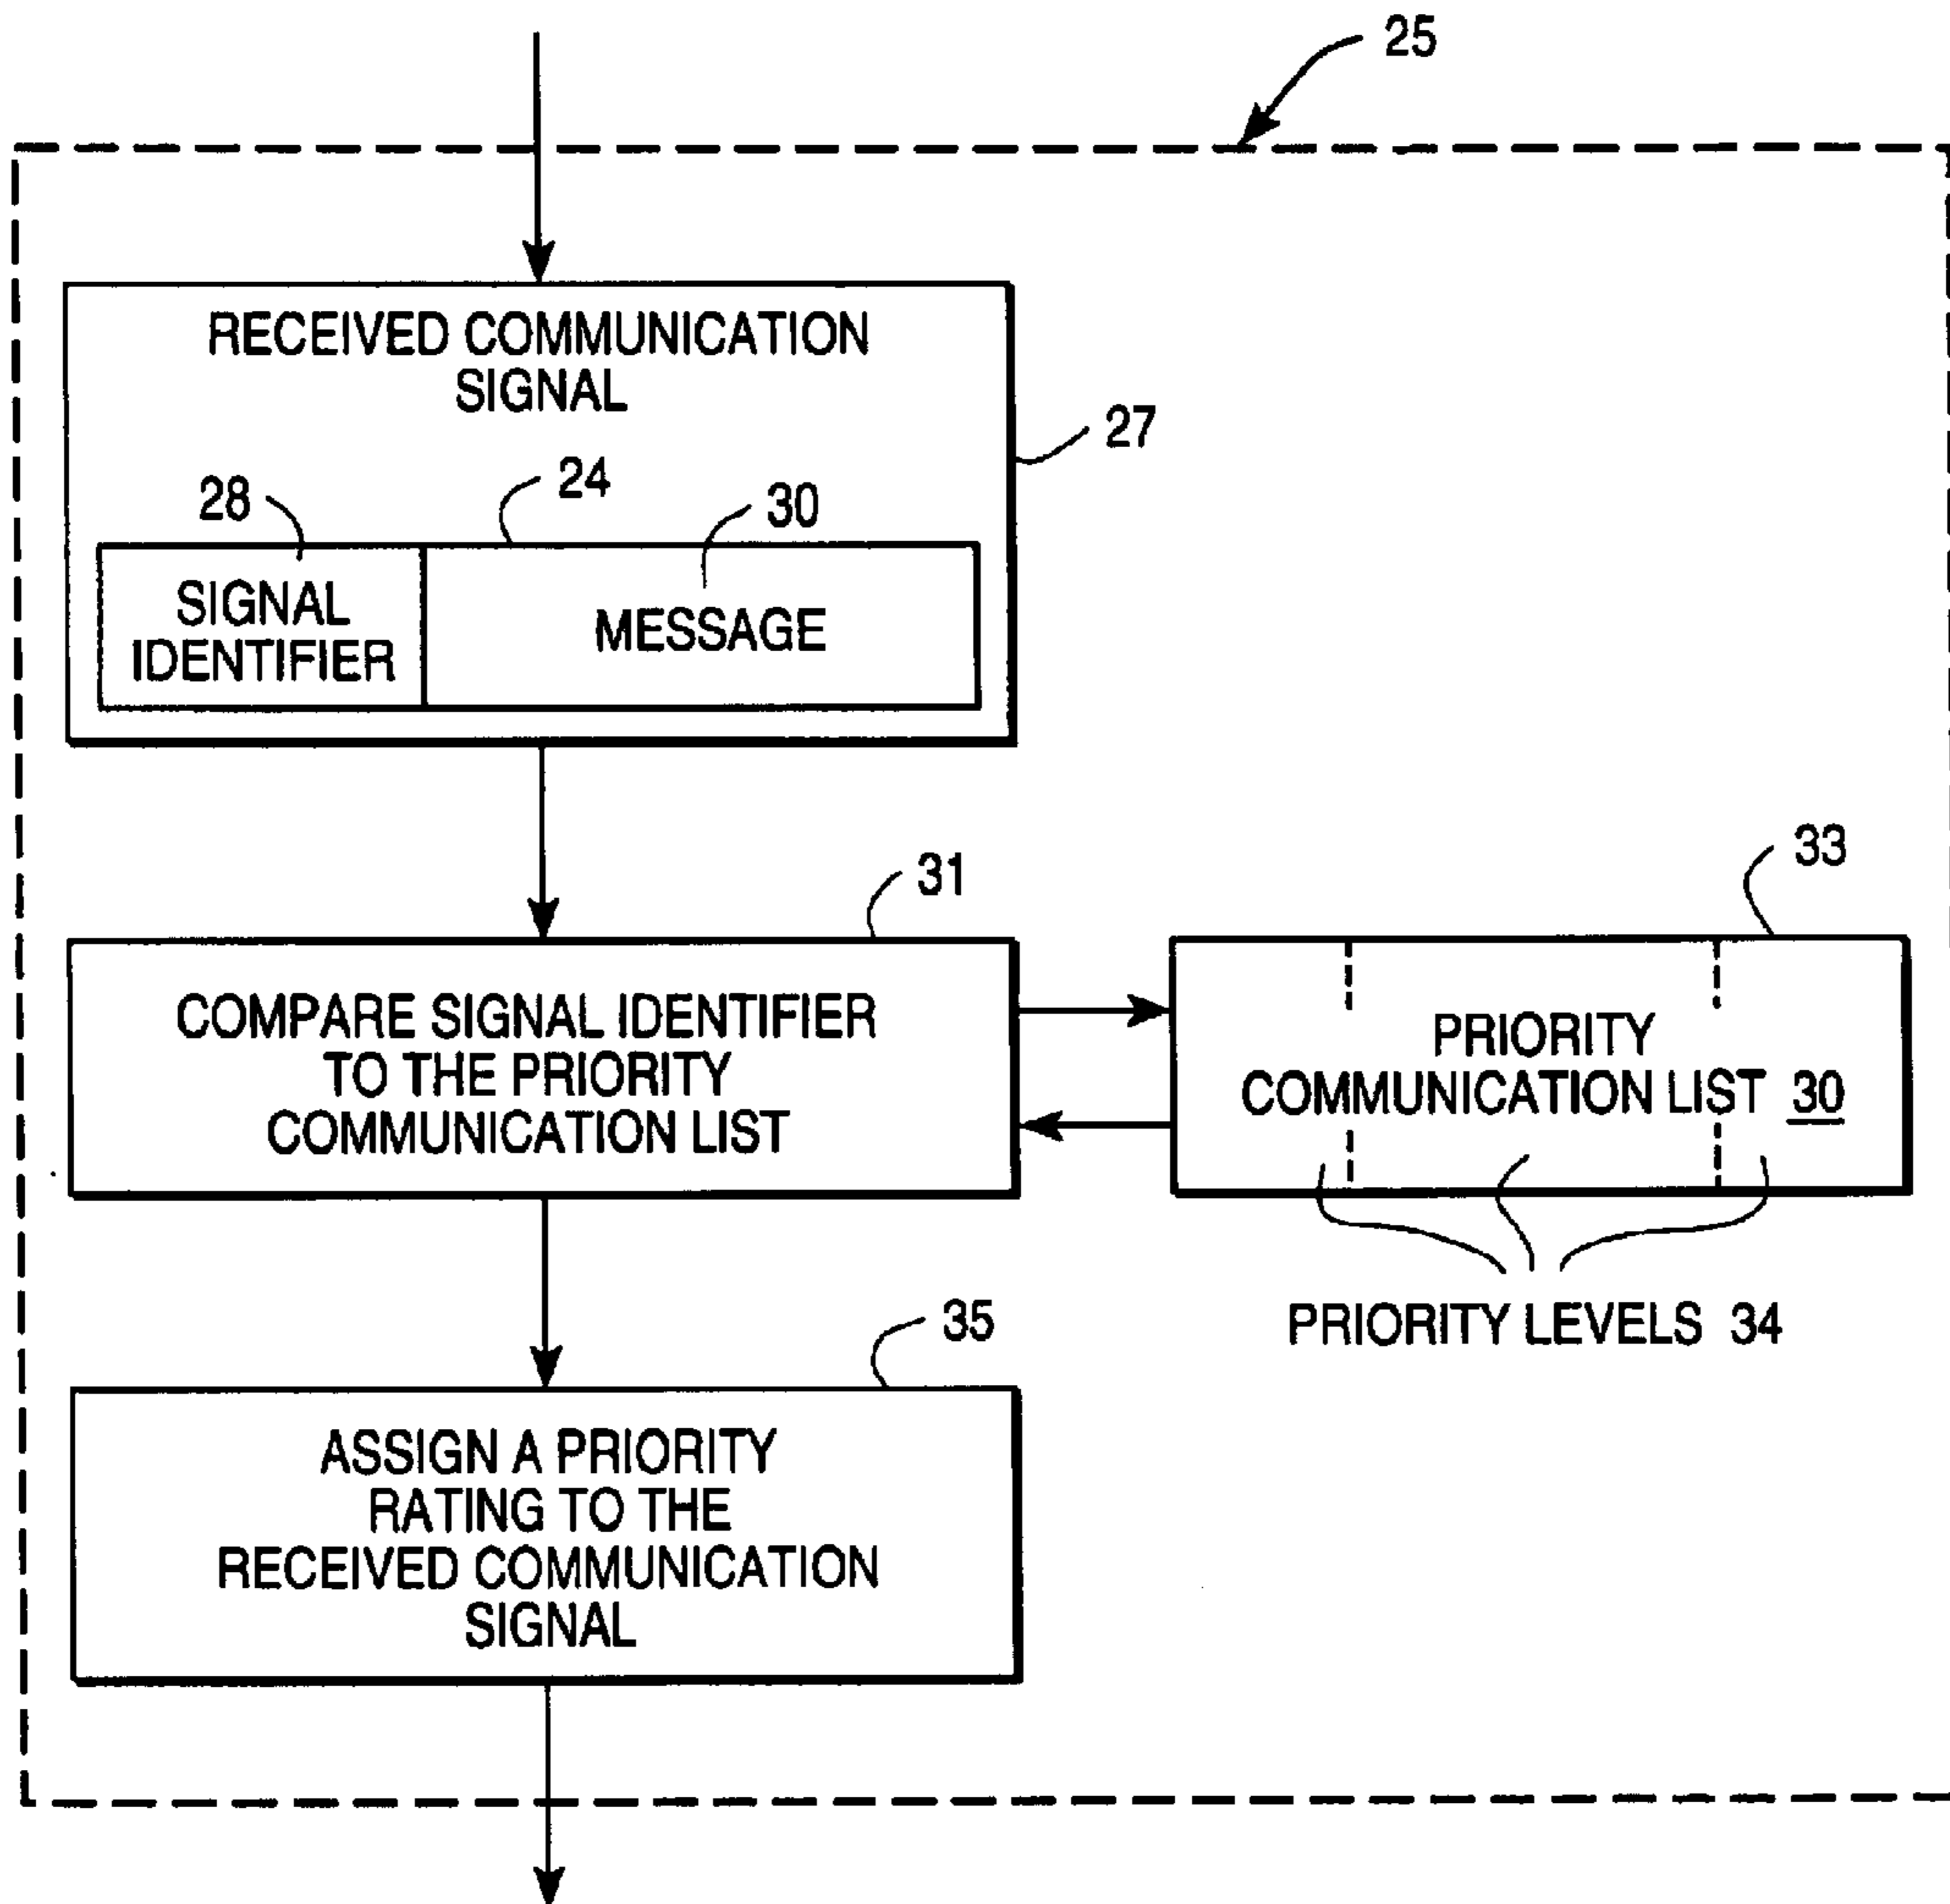 25
RECEIVED COMMUNICATION
SIGNAL
27
28
24
30
SIGNAL
IDENTIFIER
MESSAGE
31
33
COMPARE SIGNAL IDENTIFIER
TO THE PRIORITY
COMMUNICATION LIST
PRIORITY
COMMUNICATION LIST 30
PRIORITY LEVELS 34
35
ASSIGN A PRIORITY
RATING TO THE
RECEIVED COMMUNICATION
SIGNAL